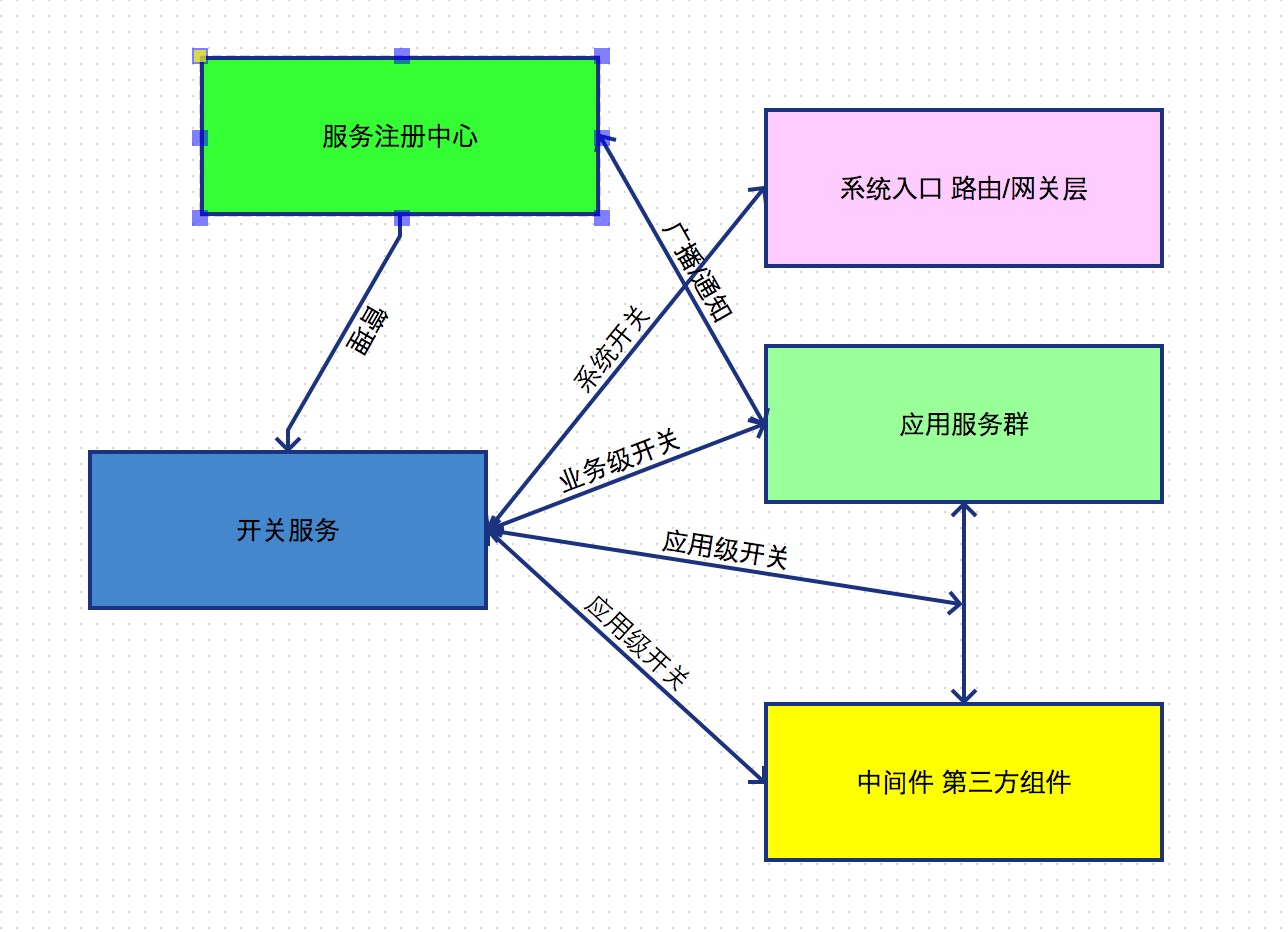 服务注册中心
系统入口 路由/网关层
广播/通知
管理
系统开关
应用服务群
业务级开关
开关服务
应用级开关
应用级开关
中间件 第三方组件